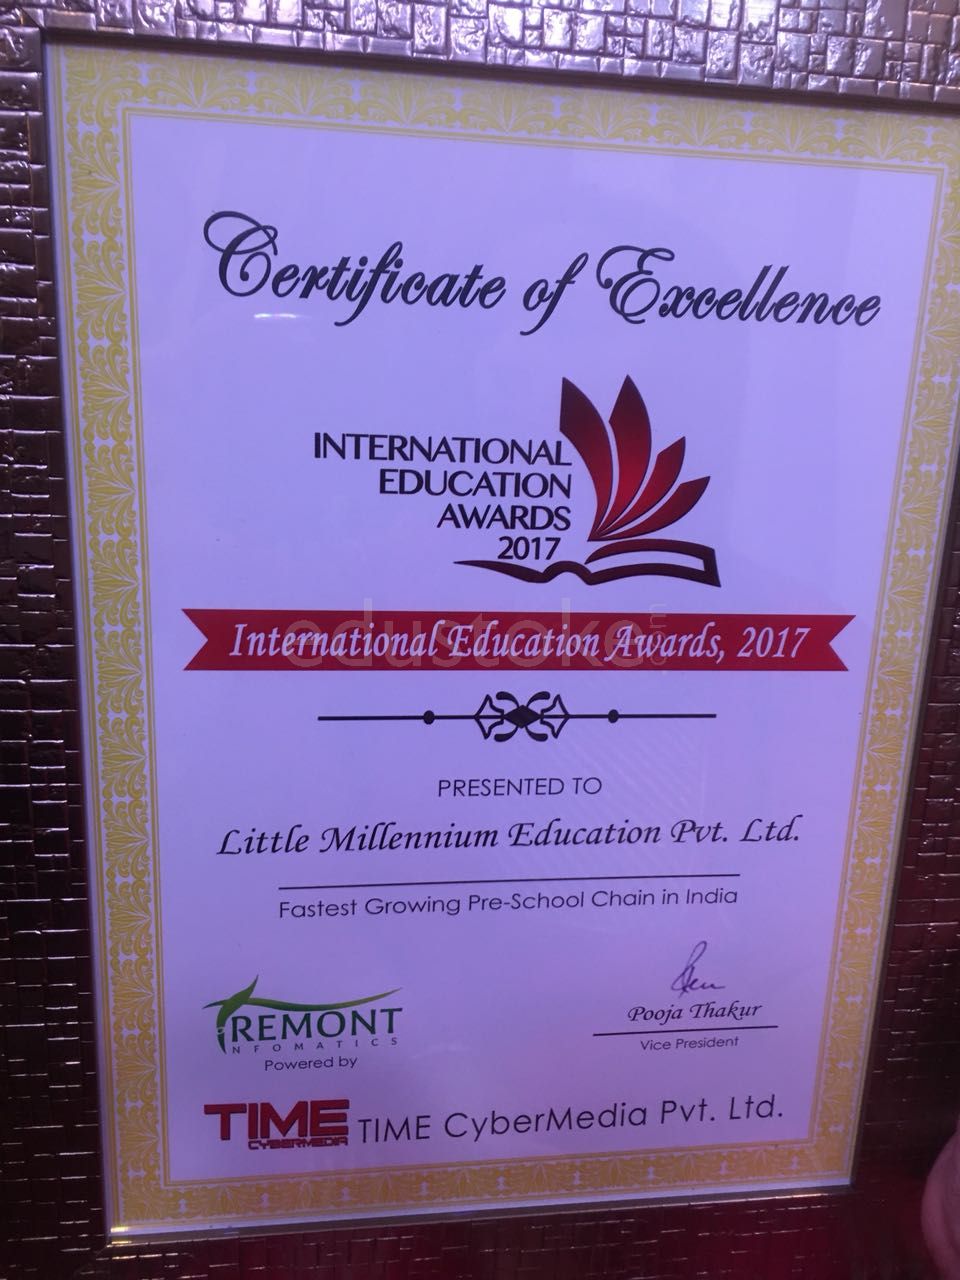 Certificate of Excellence
INTERNATIONAL
EDUCATION
AWARDS
2017
International Education Awards, 2017
edustoke
PRESENTED TO
Little Millennium Education Pvt. Ltd.
Fastest Growing Pre-School Chain in India
TREMONT
NFOMATICS
Powered by
Pooja Thakur
Vice President
TIME
CYBERMEDIA
TIME CyberMedia Pvt. Ltd.